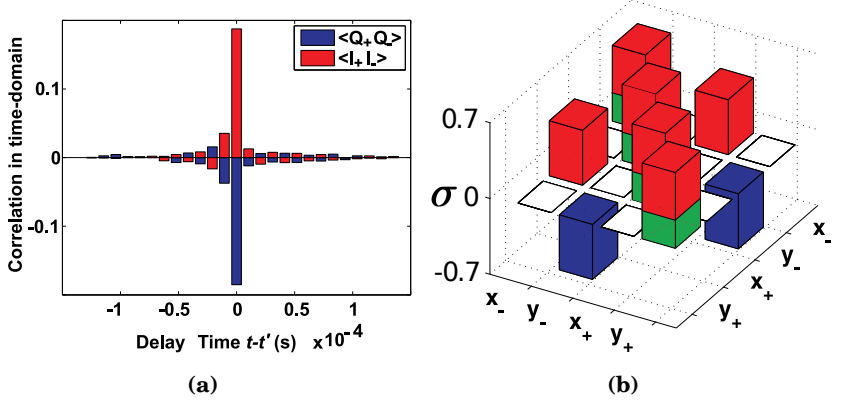 <Q₊Q₋>
<I₊I₋>
Correlation in time-domain
0.1
0
-0.1
-1
-0.5
0
0.5
1
Delay Time t-t′(s) x10⁻⁴
(a)
σ
0.7
0
-0.7
x₋
y₋
x₊
y₊
y₊
x₊
y₋
x₋
(b)